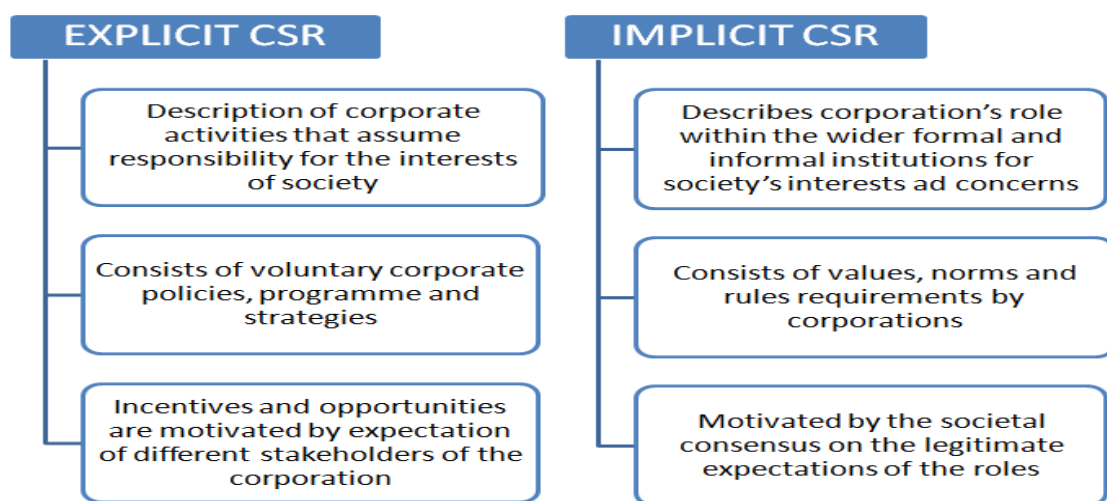 EXPLICIT CSR
Description of corporate
activities that assume
responsibility for the interests
of society
Consists of voluntary corporate
policies, programme and
strategies
Incentives and opportunities
are motivated by expectation
of different stakeholders of the
corporation
IMPLICIT CSR
Describes corporation's role
within the wider formal and
informal institutions for
society's interests ad concerns
Consists of values, norms and
rules requirements by
corporations
Motivated by the societal
consensus on the legitimate
expectations of the roles